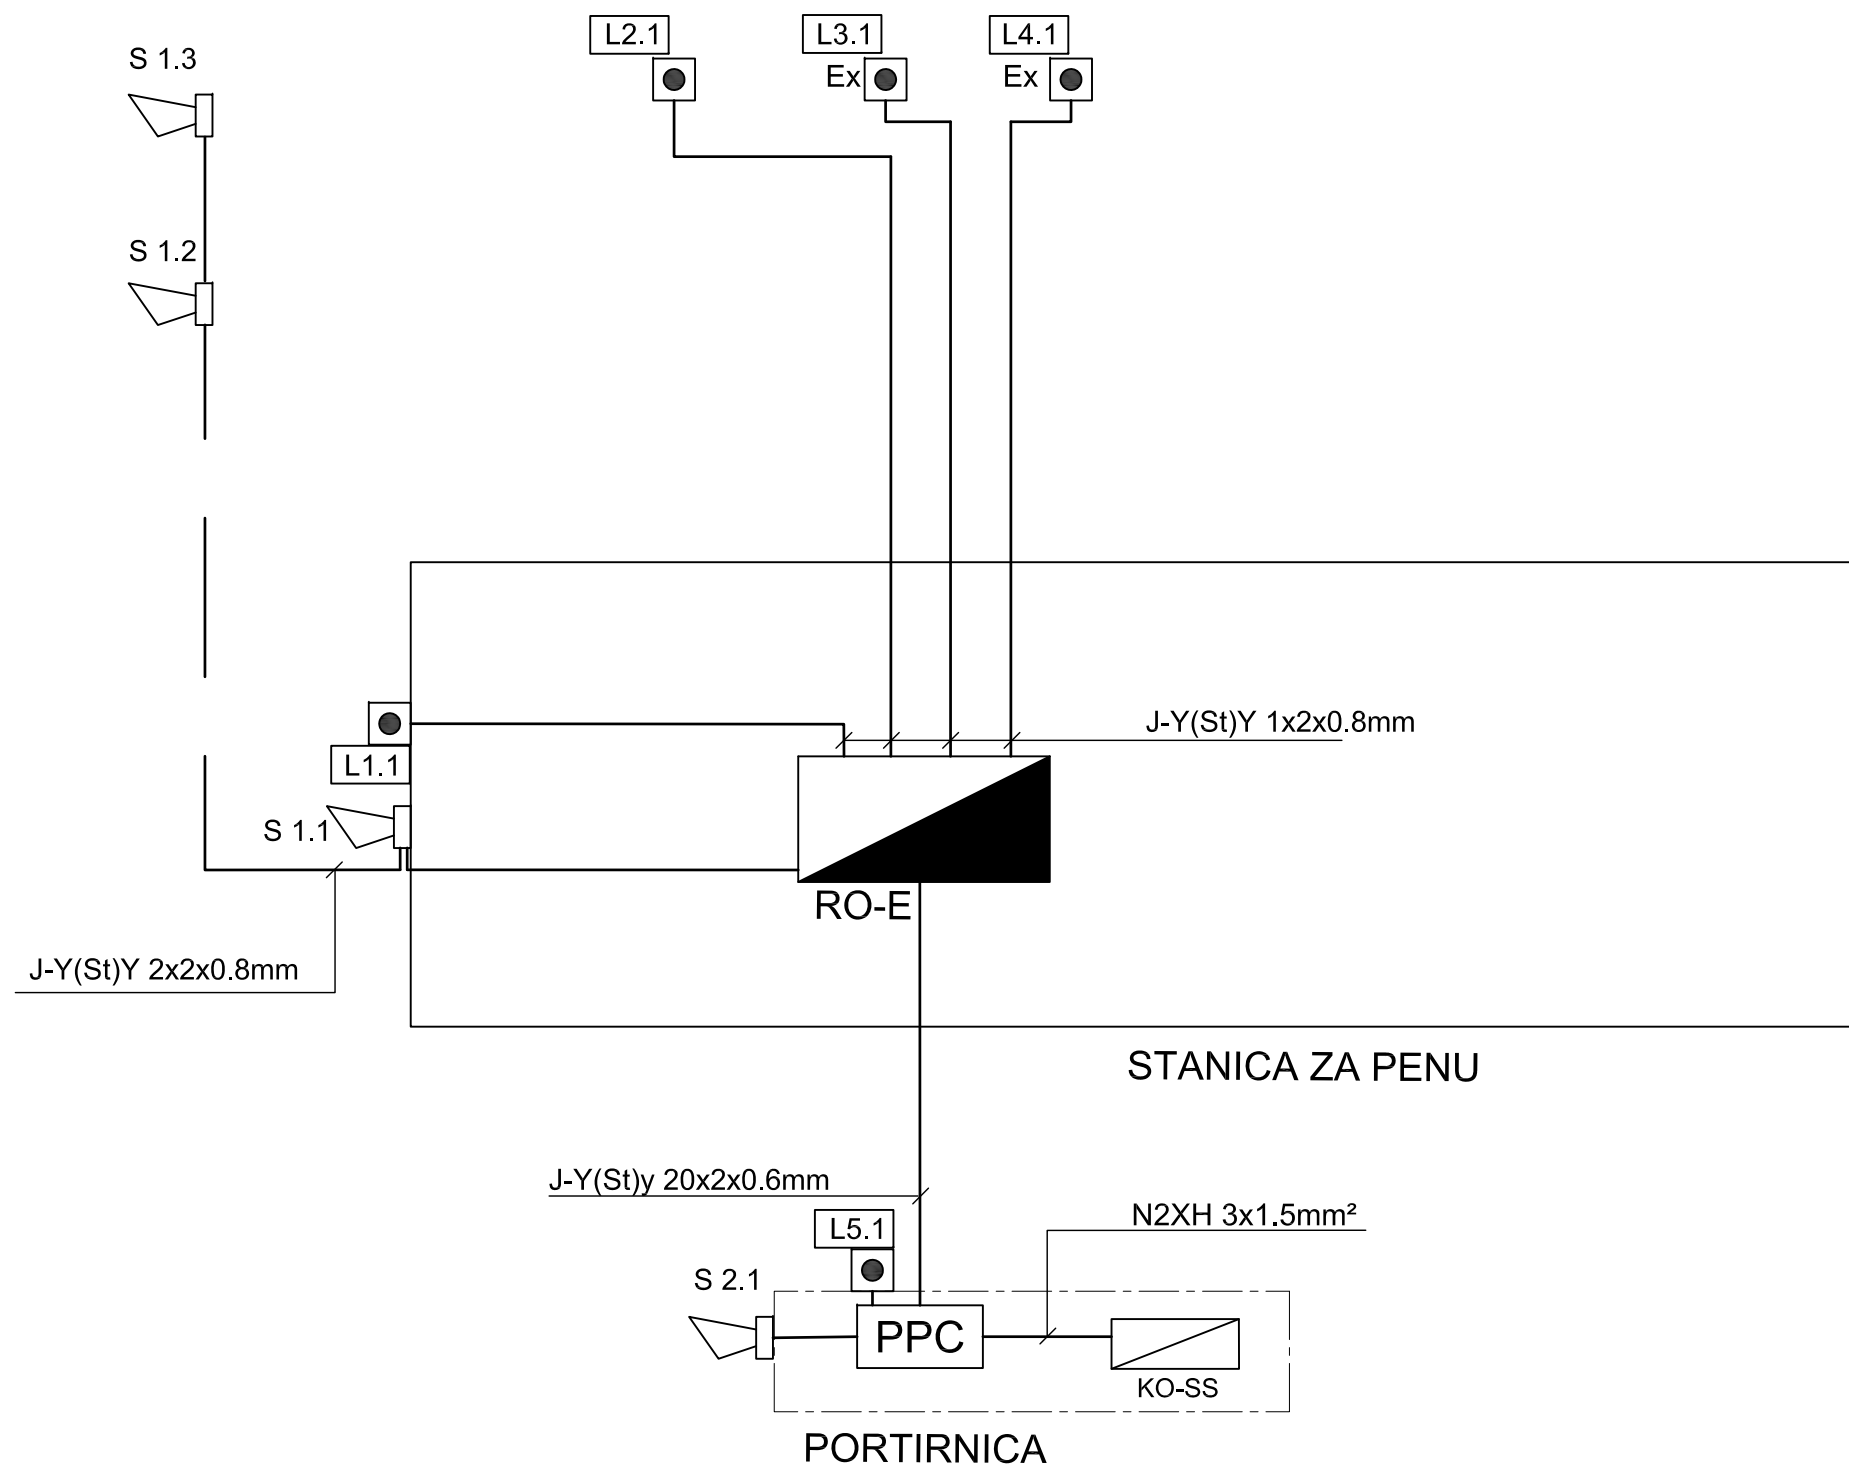 L2.1
L3.1
L4.1
S 1.3
Ex
Ex
S 1.2
J-Y(St)Y 1x2x0.8mm
L1.1
S 1.1
RO-E
J-Y(St)Y 2x2x0.8mm
STANICA ZA PENU
J-Y(St)y 20x2x0.6mm
N2XH 3x1.5mm²
L5.1
S 2.1
PPC
KO-SS
PORTIRNICA